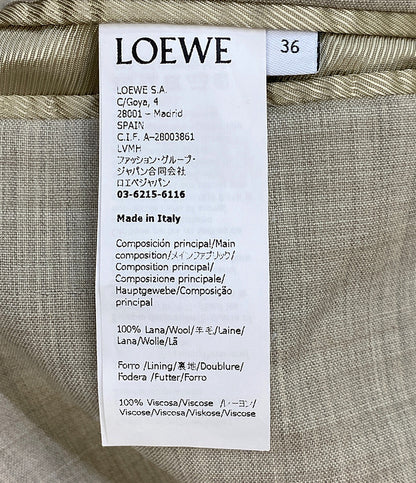 LOEWE
36
LOEWE S.A.
C/Goya, 4
28001 – Madrid
SPAIN
C.I.F. A-28003861
LVMH
ファッション・グループ・
ジャパン合同会社
ロエベジャパン
03-6215-6116
Made in Italy
Composición principal/Main
composition/メインファブリック/
Composition principal/
Composizione principale/
Hauptgewebe/Composição
principal
100% Lana/Wool/羊毛/Laine/
Lana/Wolle/Lã
Forro /Lining/裏地/Doublure/
Fodera /Futter/Forro
100% Viscosa/Viscose /レーヨン/
Viscose/Viscosa/Viskose/Viscose